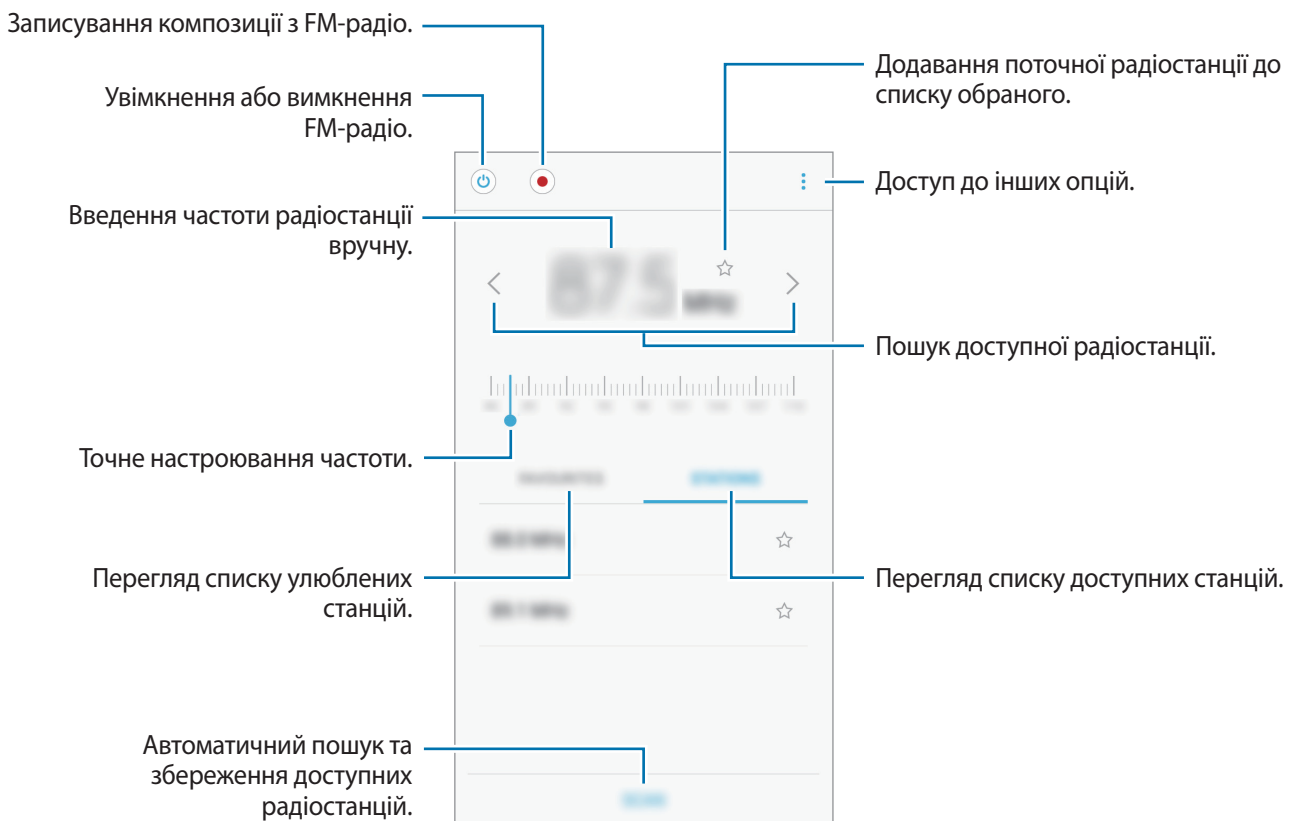 Записування композиції з FM-радіо.
Увімкнення або вимкнення
FM-радіо.
Введення частоти радіостанції
вручну.
Точне настроювання частоти.
Перегляд списку улюблених
станцій.
Автоматичний пошук та
збереження доступних
радіостанцій.
Додавання поточної радіостанції до
списку обраного.
Доступ до інших опцій.
Пошук доступної радіостанції.
Перегляд списку доступних станцій.
87.5